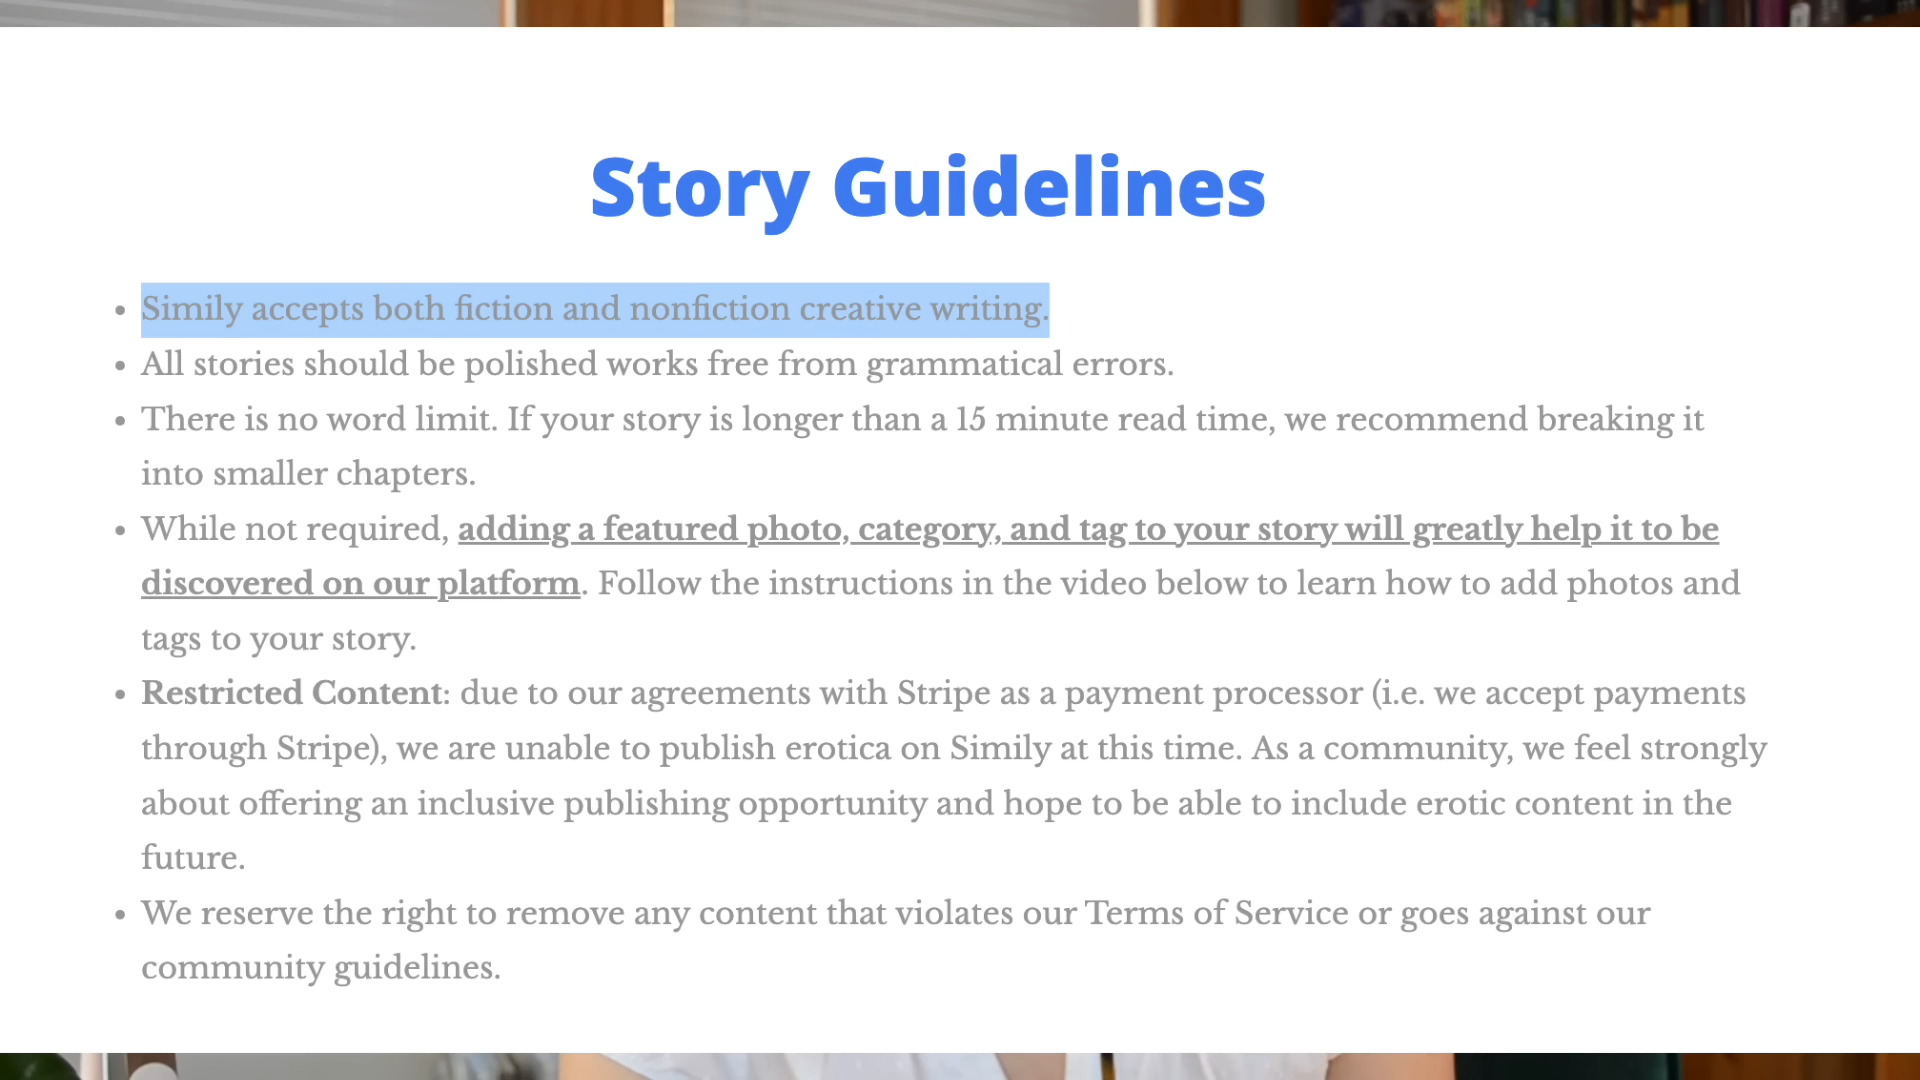 Story Guidelines
• Simily accepts both fiction and nonfiction creative writing.
• All stories should be polished works free from grammatical errors.
• There is no word limit. If your story is longer than a 15 minute read time, we recommend breaking it
into smaller chapters.
• While not required, adding a featured photo, category, and tag to your story will greatly help it to be
discovered on our platform. Follow the instructions in the video below to learn how to add photos and
tags to your story.
• Restricted Content: due to our agreements with Stripe as a payment processor (i.e. we accept payments
through Stripe), we are unable to publish erotica on Simily at this time. As a community, we feel strongly
about offering an inclusive publishing opportunity and hope to be able to include erotic content in the
future.
• We reserve the right to remove any content that violates our Terms of Service or goes against our
community guidelines.